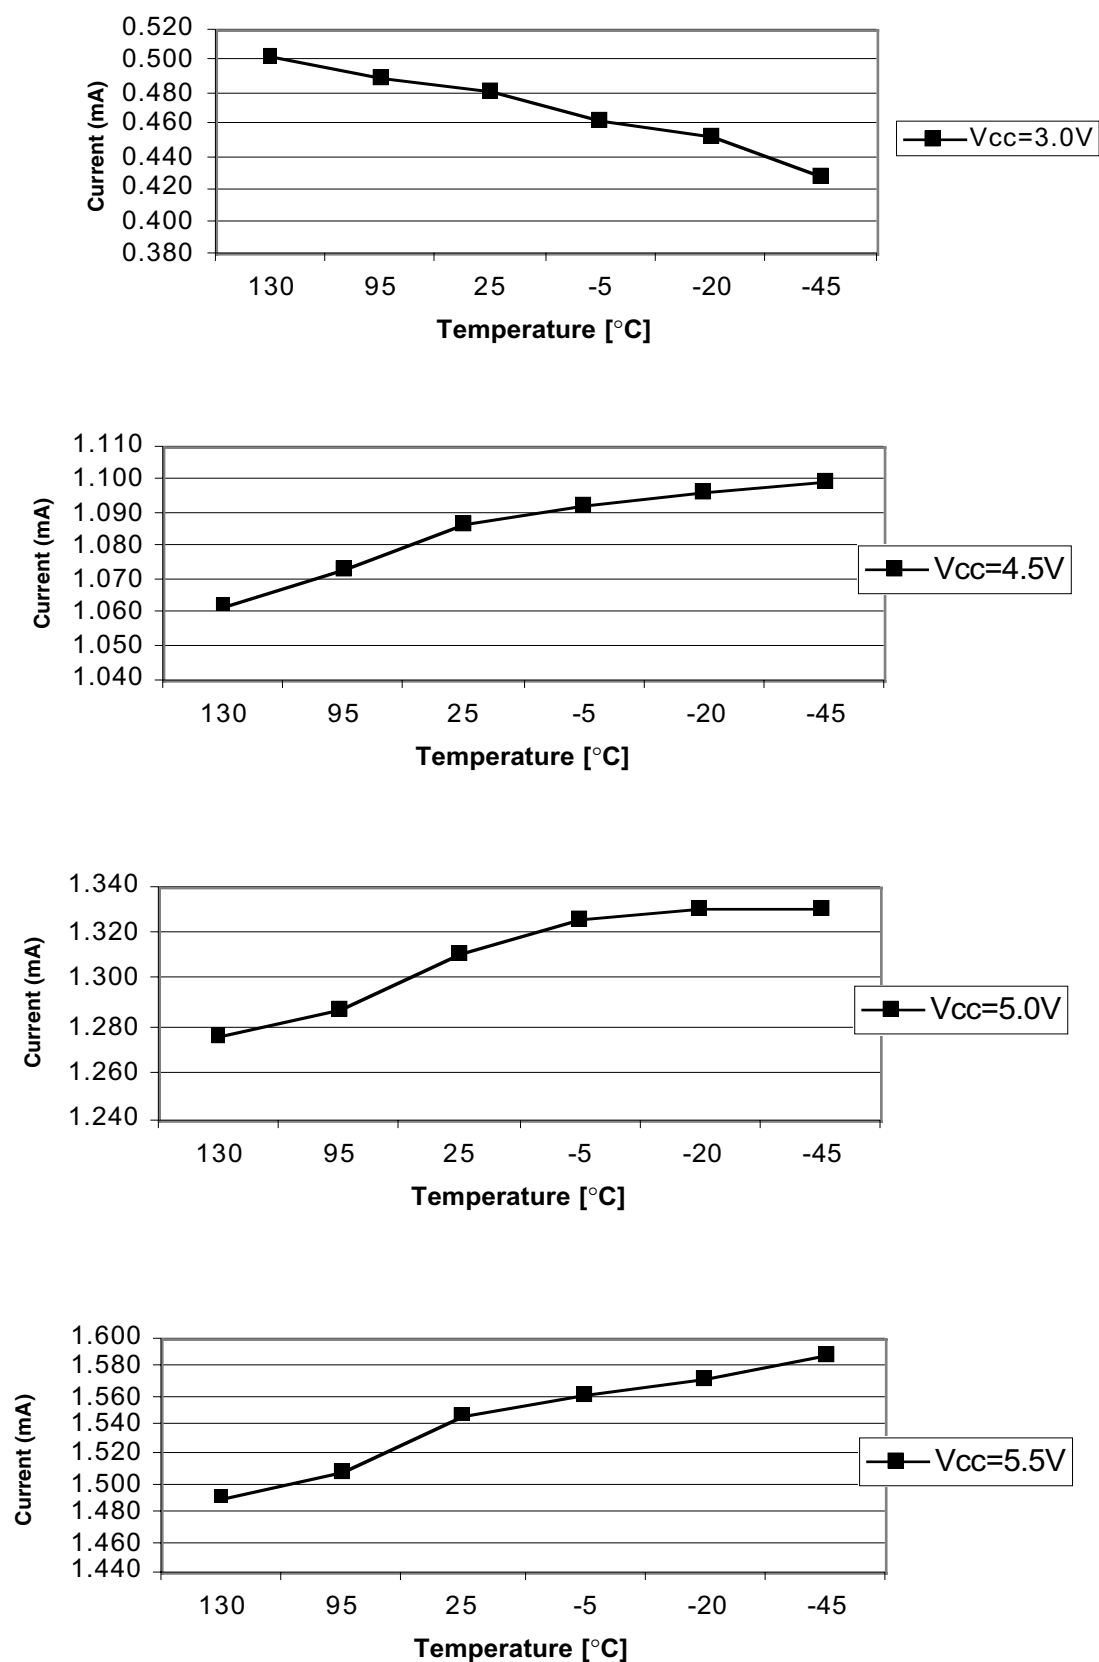 0.520
0.500
0.480
0.460
0.440
0.420
0.400
0.380
Current (mA)
Vcc=3.0V
130 95 25 -5 -20 -45
Temperature [°C]
1.110
1.100
1.090
1.080
1.070
1.060
1.050
1.040
Current (mA)
Vcc=4.5V
130 95 25 -5 -20 -45
Temperature [°C]
1.340
1.320
1.300
1.280
1.260
1.240
Current (mA)
Vcc=5.0V
130 95 25 -5 -20 -45
Temperature [°C]
1.600
1.580
1.560
1.540
1.520
1.500
1.480
1.460
1.440
Current (mA)
Vcc=5.5V
130 95 25 -5 -20 -45
Temperature [°C]